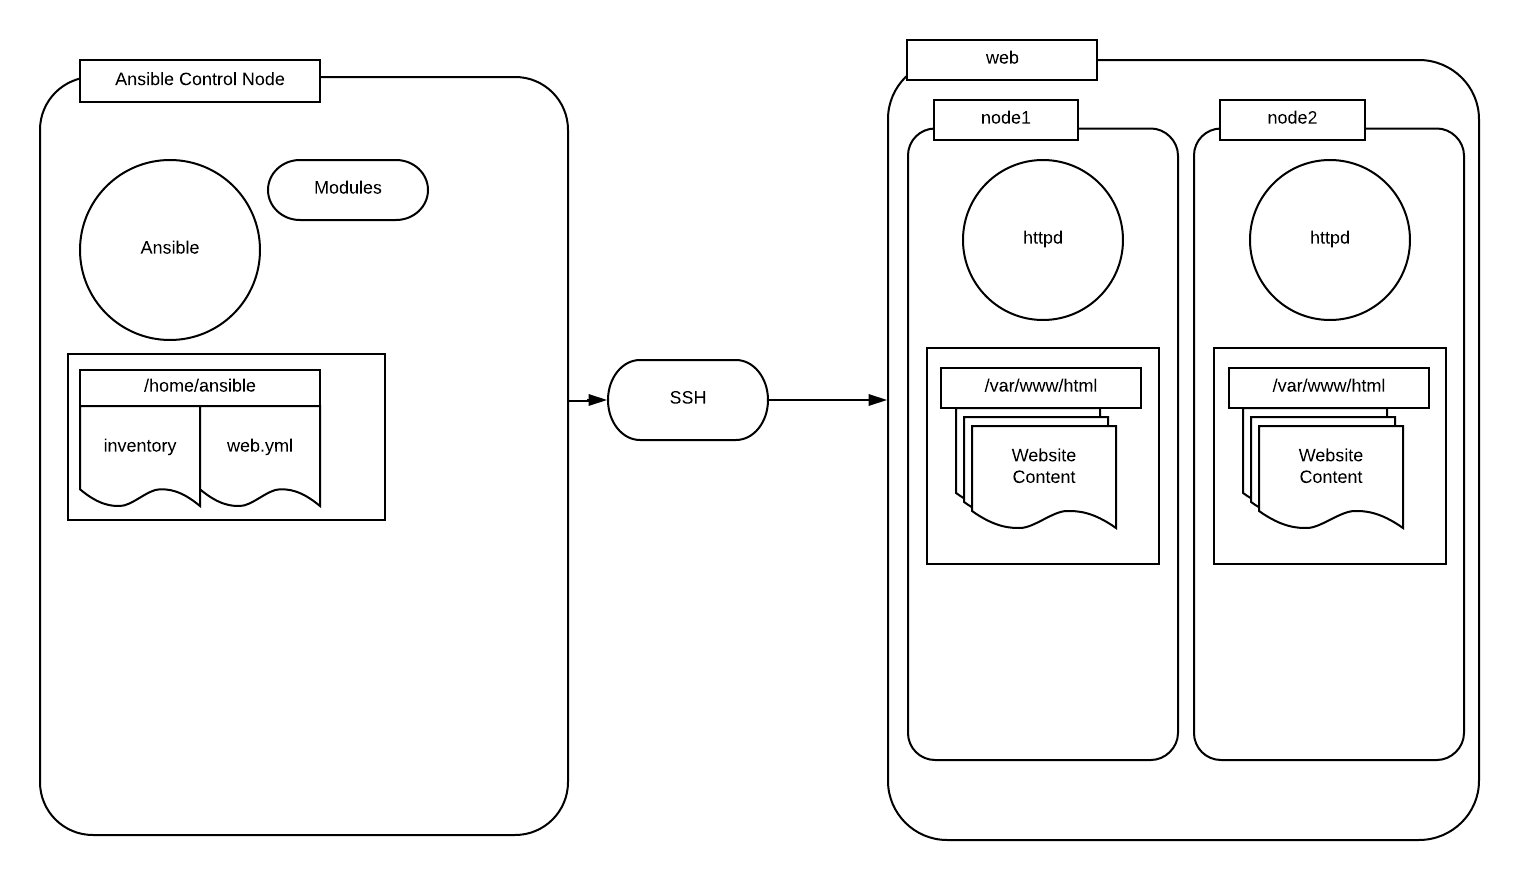 Ansible Control Node
Ansible
Modules
/home/ansible
inventory
web.yml
SSH
web
node1
httpd
/var/www/html
Website
Content
node2
httpd
/var/www/html
Website
Content